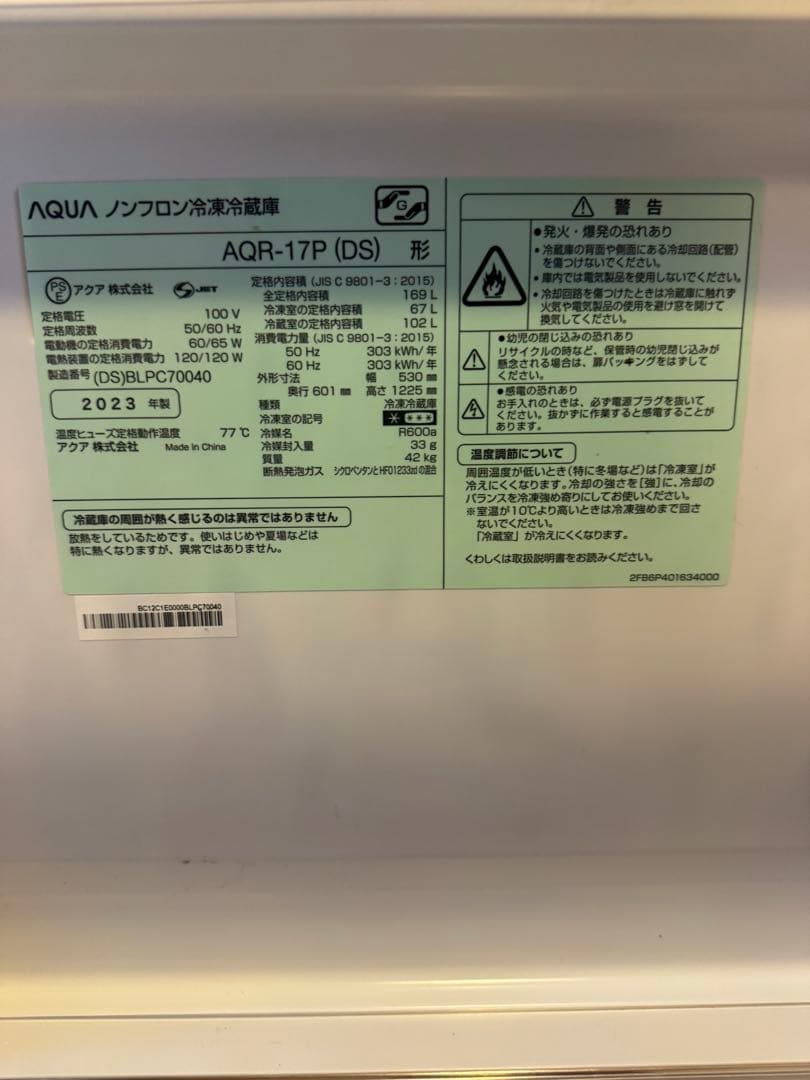 AQUA ノンフロン冷凍冷蔵庫
G
AQR-17P (DS) 形
PS
E
アクア 株式会社
S-JET
定格電圧 100 V
定格周波数 50/60 Hz
電動機の定格消費電力 60/65 W
電熱装置の定格消費電力 120/120 W
製造番号 (DS)BLPC70040
2023 年製
温度ヒューズ定格動作温度 77 ℃
アクア 株式会社 Made in China
定格内容積 (JIS C 9801-3 : 2015)
全定格内容積 169 L
冷凍室の定格内容積 67 L
冷蔵室の定格内容積 102 L
消費電力量 (JIS C 9801-3 : 2015)
50 Hz 303 kWh/年
60 Hz 303 kWh/年
外形寸法 幅 530 ㎜
奥行 601 ㎜ 高さ 1225 ㎜
種類 冷凍冷蔵庫
冷凍室の記号 ****
冷媒名 R600a
冷媒封入量 33 g
質量 42 kg
断熱発泡ガス シクロペンタンとHFO1233zdの混合
冷蔵庫の周囲が熱く感じるのは異常ではありません
放熱をしているためです。使いはじめや夏場などは
特に熱くなりますが、異常ではありません。
BC12C1E0000BLPC70040
警告
●発火・爆発の恐れあり
・冷蔵庫の背面や側面にある冷却回路(配管)
を傷つけないでください。
・庫内では電気製品を使用しないでください。
・冷却回路を傷つけたときは冷蔵庫に触れず
火気や電気製品の使用を避け窓を開けて
換気してください。
●幼児の閉じ込みの恐れあり
リサイクルの時など、保管時の幼児閉じ込みが
懸念される場合は、扉パッキングをはずして
ください。
●感電の恐れあり
お手入れのときは、必ず電源プラグを抜いて
ください。抜かずに作業すると感電することが
あります。
温度調節について
周囲温度が低いとき(特に冬場など)は「冷凍室」が
冷えにくくなります。冷却の強さを[強]に、冷却の
バランスを冷凍強め寄りにしてお使いください。
※室温が10℃より高いときは冷凍強めまで回さ
ないでください。
「冷蔵室」が冷えにくくなります。
くわしくは取扱説明書をお読みください。
2FB6P401634000